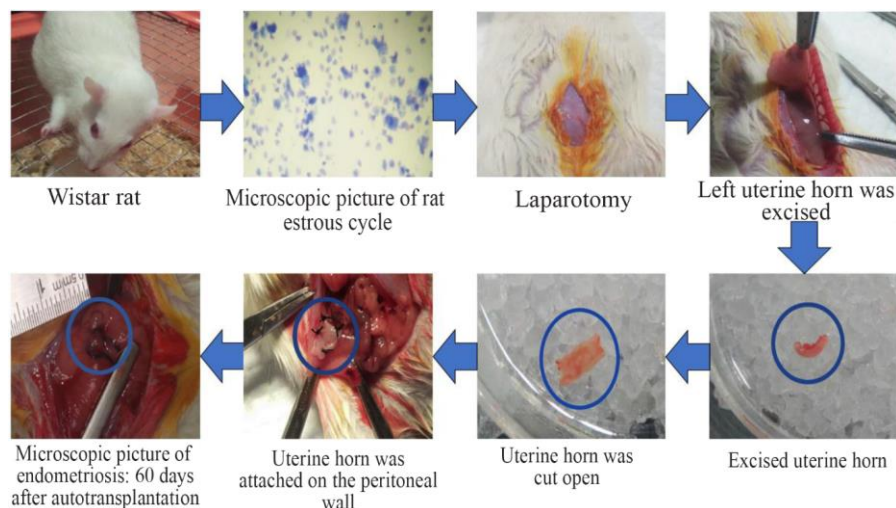 Wistar rat
Microscopic picture of rat
estrous cycle
Laparotomy
Left uterine horn was
excised
Excised uterine horn
Uterine horn was
cut open
Uterine horn was
attached on the peritoneal
wall
Microscopic picture of
endometriosis: 60 days
after autotransplantation